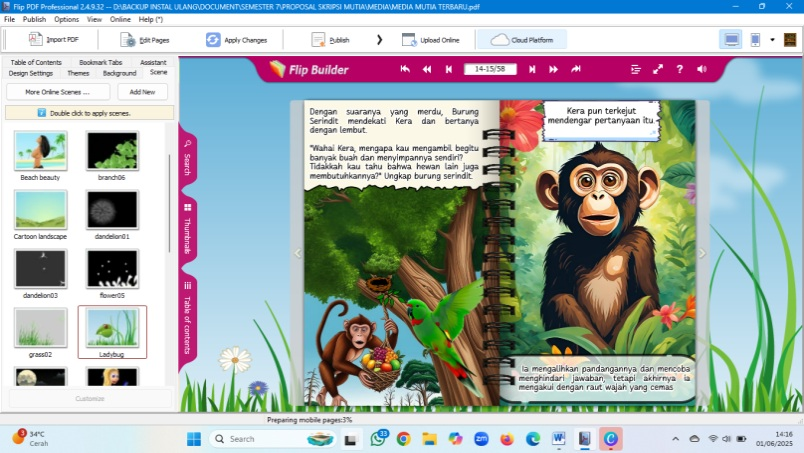 Flip PDF Professional 2.4.9.32 -- D:\BACKUP INSTAL ULANG\DOCUMENT\SEMESTER 7\PROPOSAL SKRIPSI MUTIA\MEDIA\MEDIA MUTIA TERBARU.pdf
File Publish Options View Online Help (*)
Import PDF
Edit Pages
Apply Changes
Publish
Upload Online
Cloud Platform
Table of Contents Bookmark Tabs Assistant
Design Settings Themes Background Scene
More Online Scenes ... Add New
Double click to apply scenes.
Beach beauty
branch06
Cartoon landscape
dandelion01
dandelion03
flower05
grass02
Ladybug
Customize
Flip Builder
14-15/58
Search
Thumbnails
Table of contents
Dengan suaranya yang merdu, Burung
Serindit mendekati Kera dan bertanya
dengan lembut.
"Wahai Kera, mengapa kau mengambil begitu
banyak buah dan menyimpannya sendiri?
Tidakkah kau tahu bahwa hewan lain juga
membutuhkannya?" Ungkap burung serindit.
Kera pun terkejut
mendengar pertanyaan itu
Ia mengalihkan pandangannya dan mencoba
menghindari jawaban, tetapi akhirnya ia
mengakui dengan raut wajah yang cemas
Preparing mobile pages:3%
3
34°C
Cerah
Search
33
zm
14:16
01/06/2025